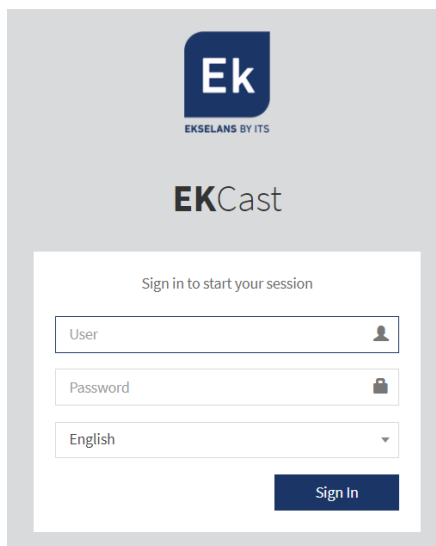 Ek
EKSELANS BY ITS
EKCast
Sign in to start your session
User
Password
English
Sign In